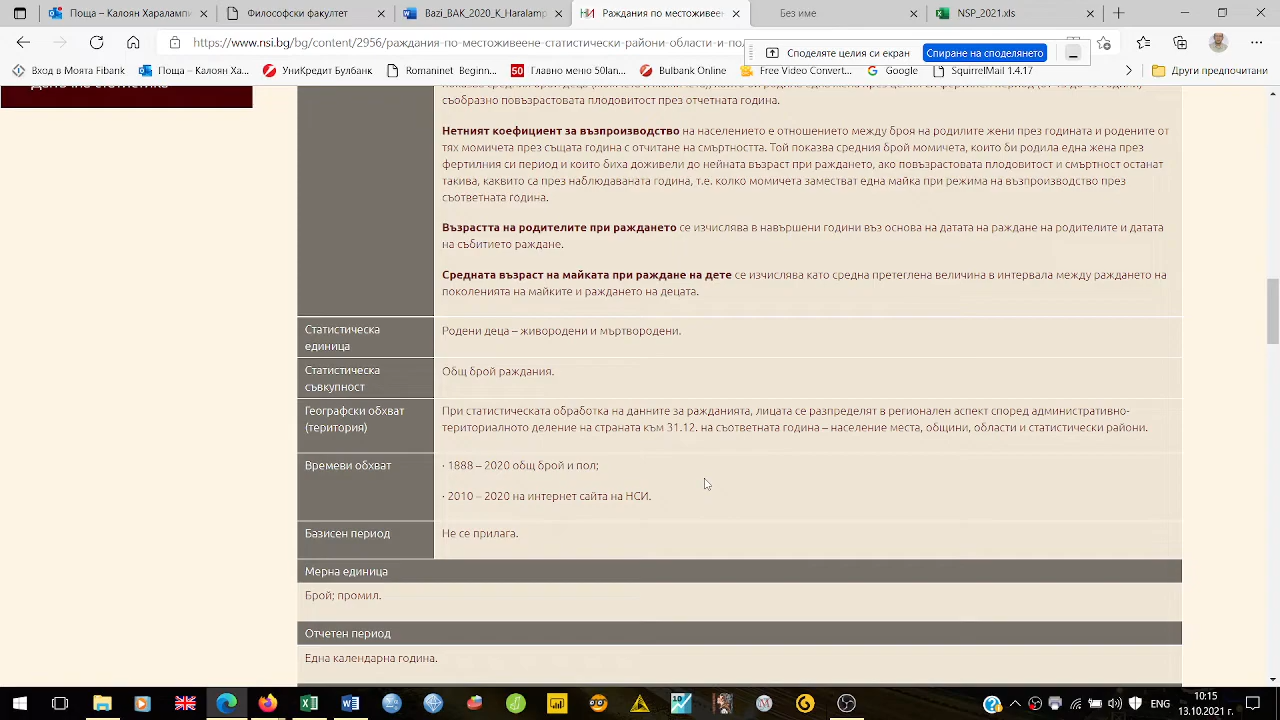 Поща – Калоян Харалампи
Философски факултет
Bazi_BAK_2021_K_Haralamp
НИ Раждания по местоживеен
Без име
NSP_2021.xls
https://www.nsi.bg/bg/content/2956/раждания-по-местоживеене-статистически-райони-области-и-по
Споделяте целия си екран
Спиране на споделянето
Вход в Моята Fibank
Поща – Калоян Ха...
УниКредит Булбанк
Romaninet Begin...
50 Главно меню 50lan...
Bulbank Online
Free Video Convert...
Google
SquirrelMail 1.4.17
Други предпочитани
съобразно повъзрастовата плодовитост през отчетната година.
Нетният коефициент за възпроизводство на населението е отношението между броя на родилите жени през годината и родените от
тях момичета през същата година с отчитане на смъртността. Той показва средния брой момичета, които би родила една жена през
фертилния си период и които биха доживели до нейната възраст при раждането, ако повъзрастовата плодовитост и смъртност останат
такива, каквито са през наблюдаваната година, т.е. колко момичета заместват една майка при режима на възпроизводство през
съответната година.
Възрастта на родителите при раждането се изчислява в навършени години въз основа на датата на раждане на родителите и датата
на събитието раждане.
Средната възраст на майката при раждане на дете се изчислява като средна претеглена величина в интервала между раждането на
поколенията на майките и раждането на децата.
Статистическа
единица
Родени деца – живородени и мъртвородени.
Статистическа
съвкупност
Общ брой раждания.
Географски обхват
(територия)
При статистическата обработка на данните за ражданията, лицата се разпределят в регионален аспект според административно-
териториалното деление на страната към 31.12. на съответната година – населени места, общини, области и статистически райони.
Времеви обхват
· 1888 – 2020 общ брой и пол;
· 2010 – 2020 на интернет сайта на НСИ.
Базисен период
Не се прилага.
Мерна единица
Брой; промил.
Отчетен период
Една календарна година.
10
ENG
10:15
13.10.2021 г.